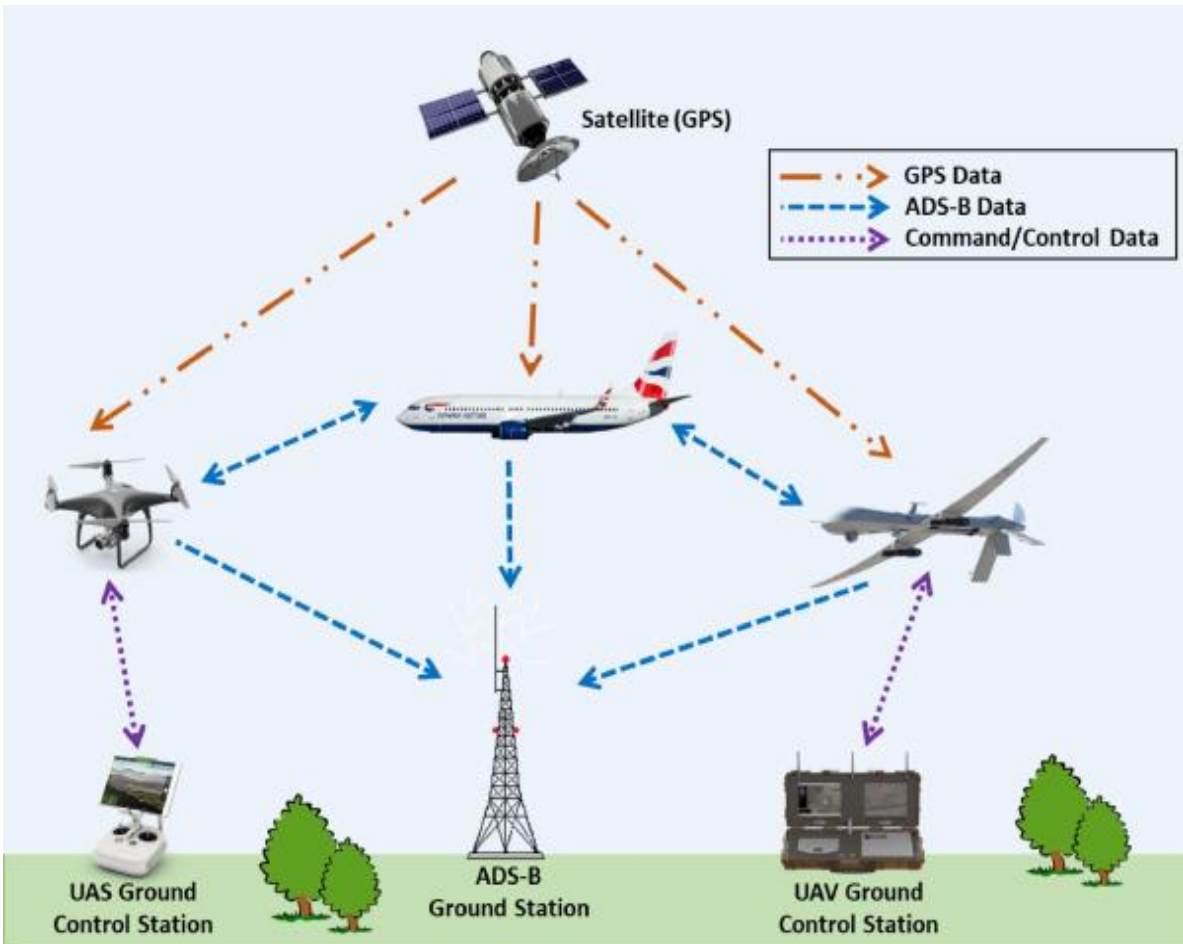 Satellite (GPS)
GPS Data
ADS-B Data
Command/Control Data
UAS Ground
Control Station
ADS-B
Ground Station
UAV Ground
Control Station